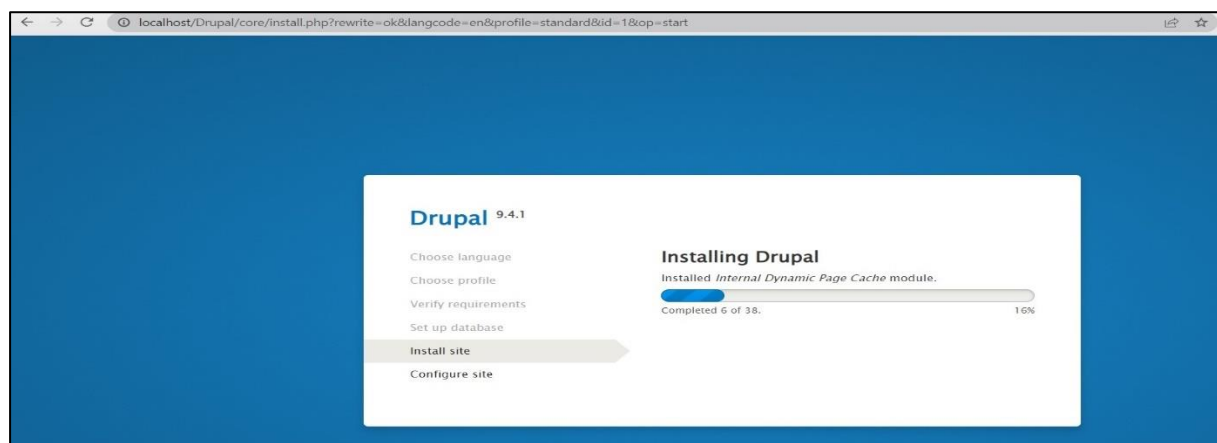 localhost/Drupal/core/install.php?rewrite=ok&langcode=en&profile=standard&id=1&op=start
Drupal 9.4.1
Choose language
Choose profile
Verify requirements
Set up database
Install site
Configure site
Installing Drupal
Installed Internal Dynamic Page Cache module.
Completed 6 of 38. 16%